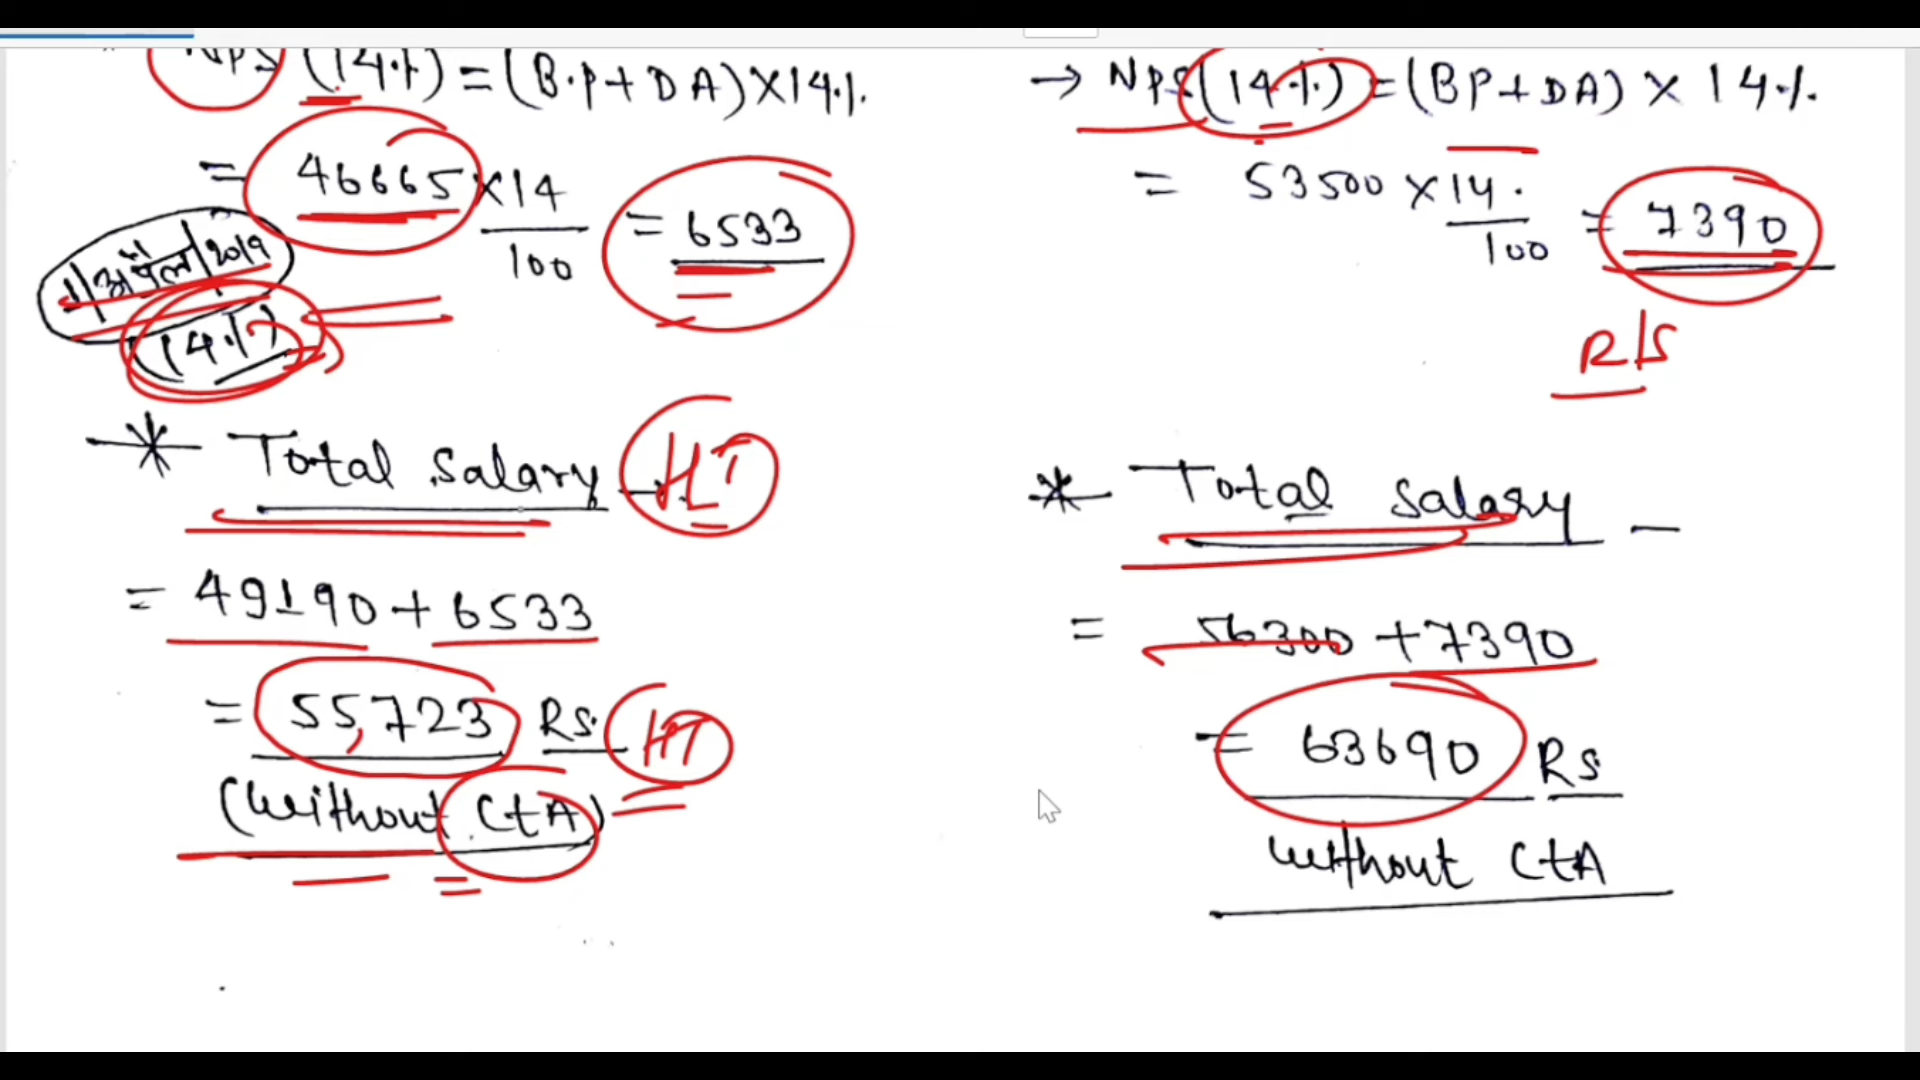 NPS (14%) = (B.P + DA) X 14%
= 46665 X 14/100 = 6533
1/अप्रैल/2019
(14%)
* Total Salary → HT
= 49190 + 6533
= 55,723 Rs. HT
(Without CtA)
→ NPS (14%) = (BP + DA) X 14%
= 53500 X 14/100 = 7390
R/S
* Total Salary -
= 56300 + 7390
= 63690 Rs
without CtA